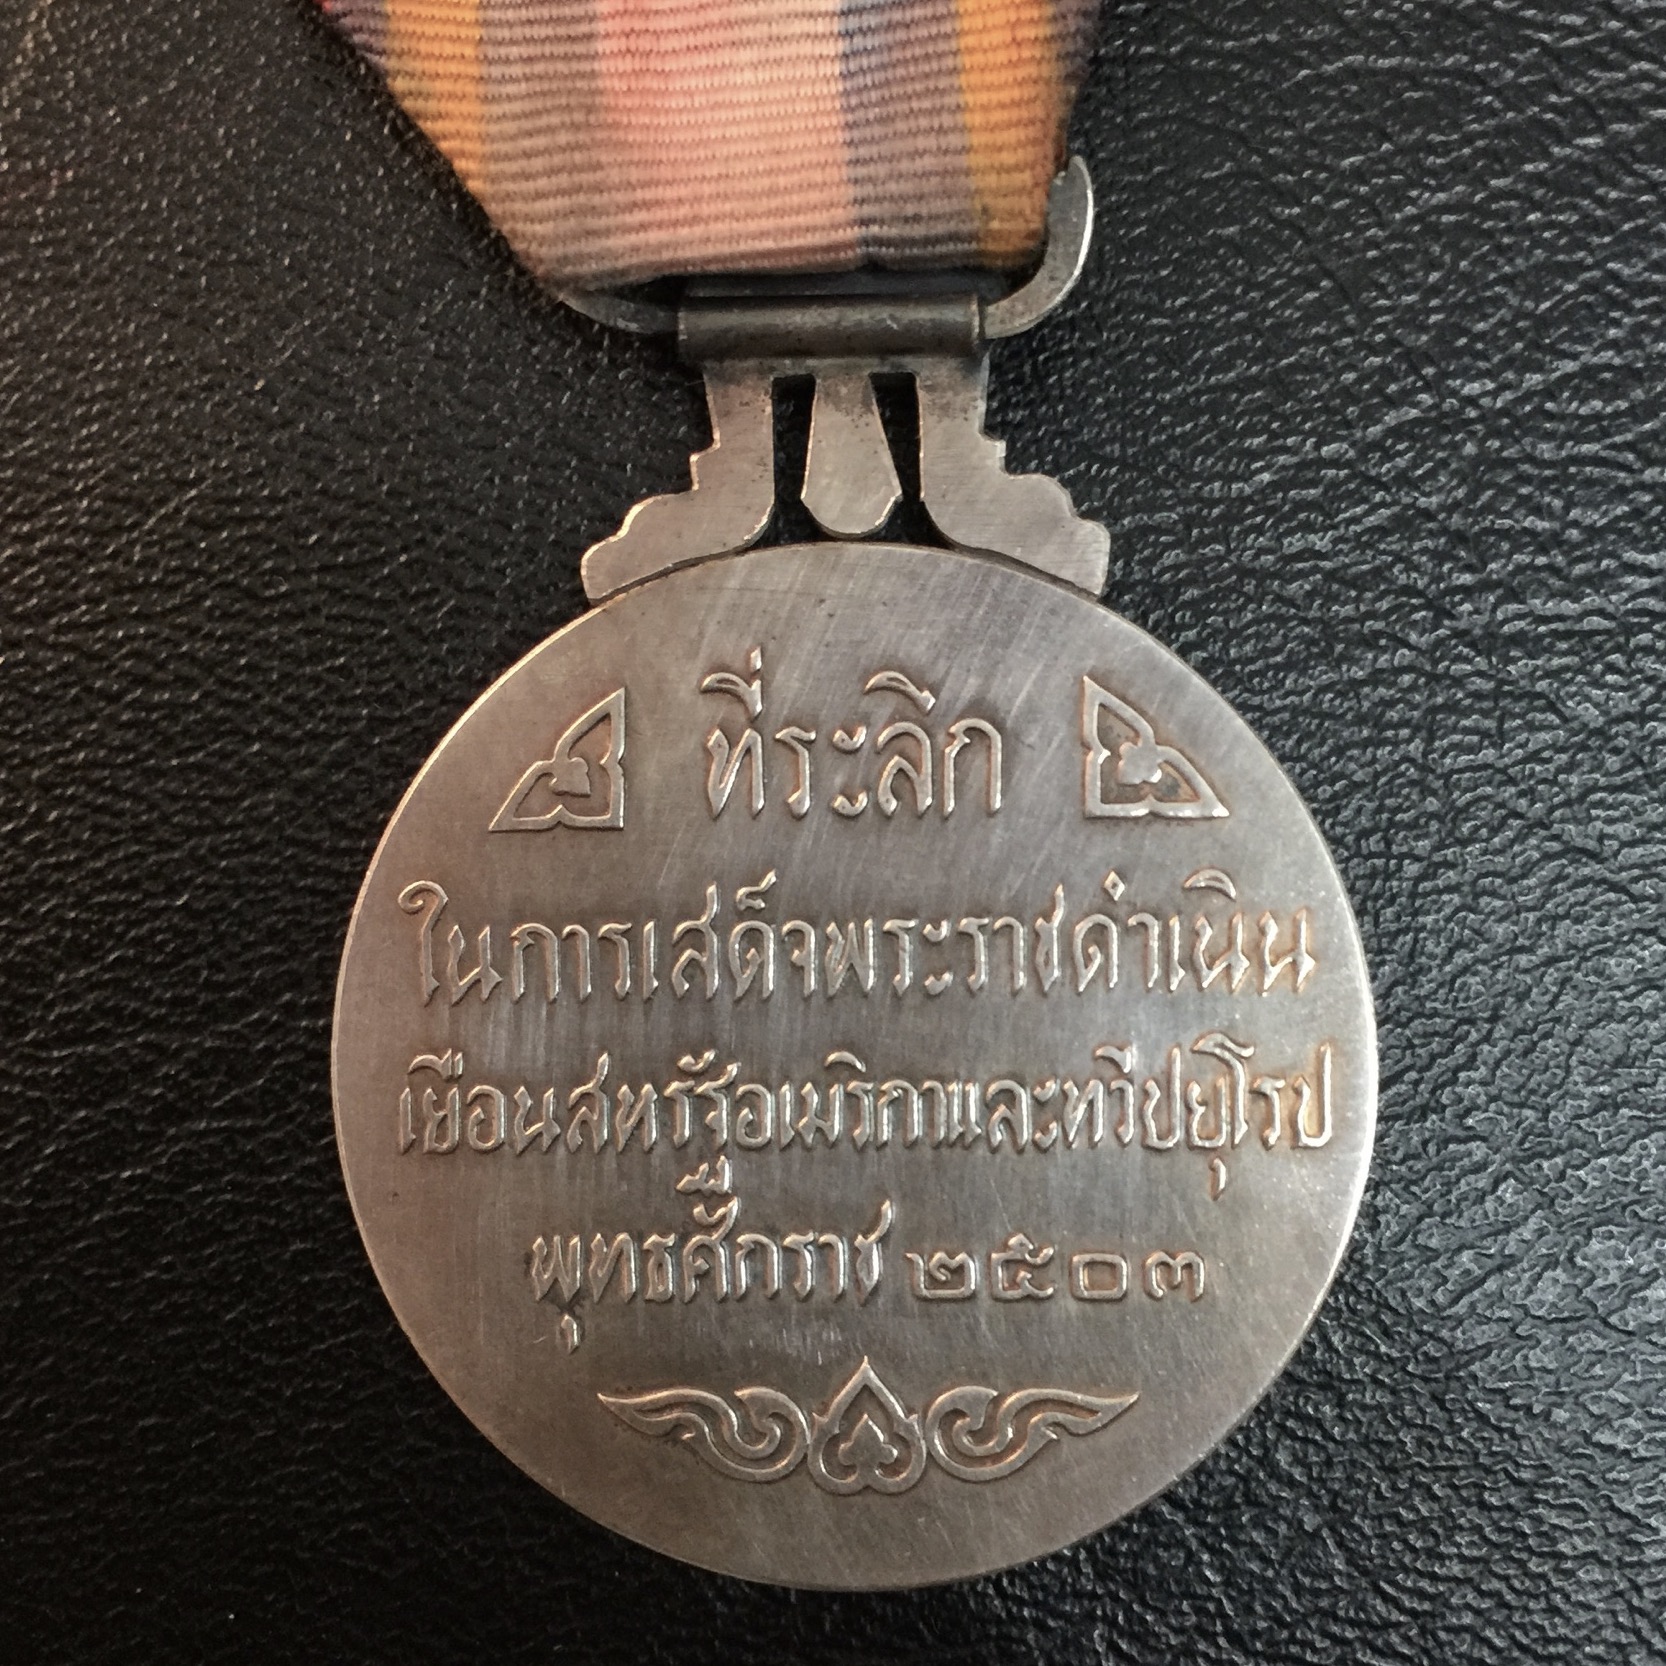 ที่ระลึก
ในการเสด็จพระราชดำเนิน
เยือนสหรัฐอเมริกาและทวีปยุโรป
พุทธศักราช ๒๕๐๓